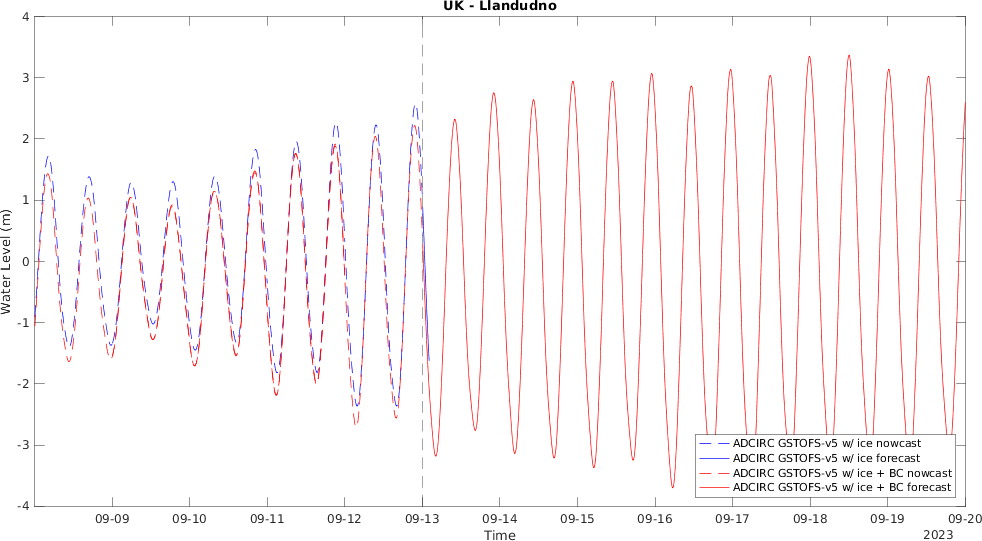 UK - Llandudno
4
3
2
1
0
-1
-2
-3
-4
Water Level (m)
ADCIRC GSTOFS-v5 w/ ice nowcast
ADCIRC GSTOFS-v5 w/ ice forecast
ADCIRC GSTOFS-v5 w/ ice + BC nowcast
ADCIRC GSTOFS-v5 w/ ice + BC forecast
09-09 09-10 09-11 09-12 09-13 09-14 09-15 09-16 09-17 09-18 09-19 09-20
Time
2023